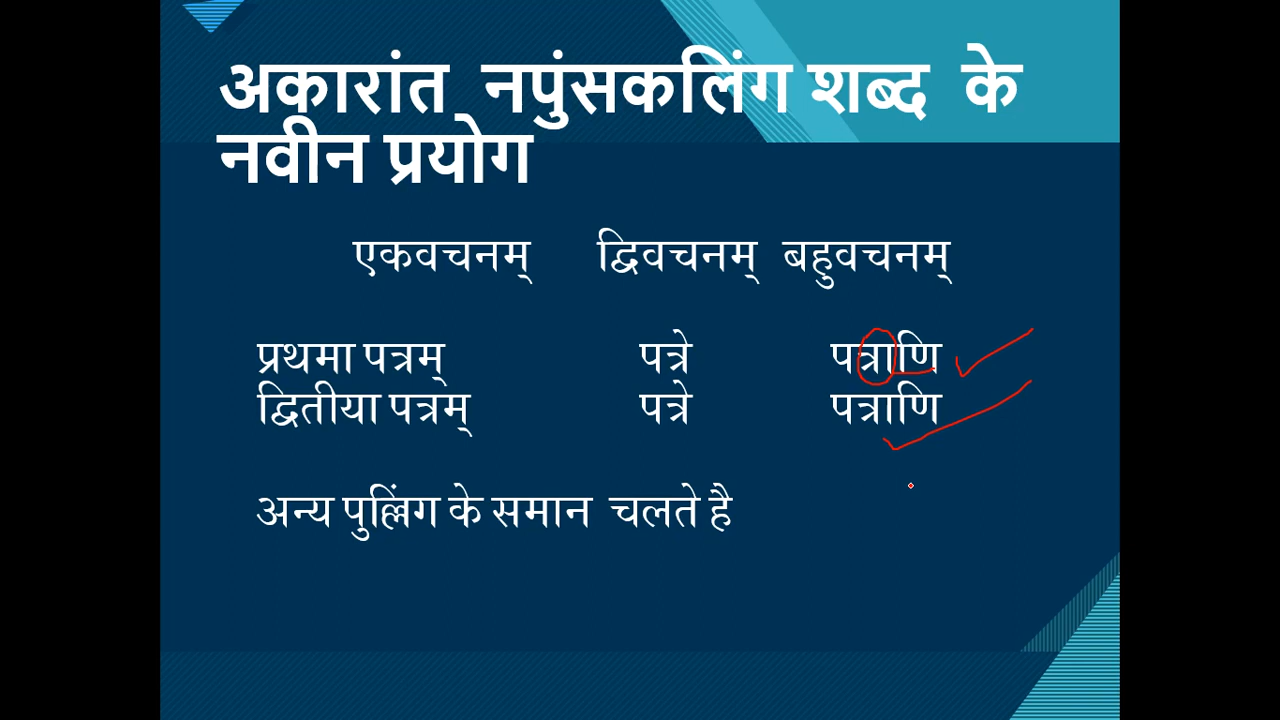 अकारांत नपुंसकलिंग शब्द के
नवीन प्रयोग
एकवचनम् द्विवचनम् बहुवचनम्
प्रथमा पत्रम् पत्रे पत्राणि
द्वितीया पत्रम् पत्रे पत्राणि
अन्य पुल्लिंग के समान चलते है